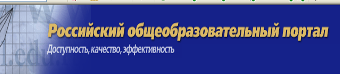 Российский общеобразовательный портал
Доступность, качество, эффективность